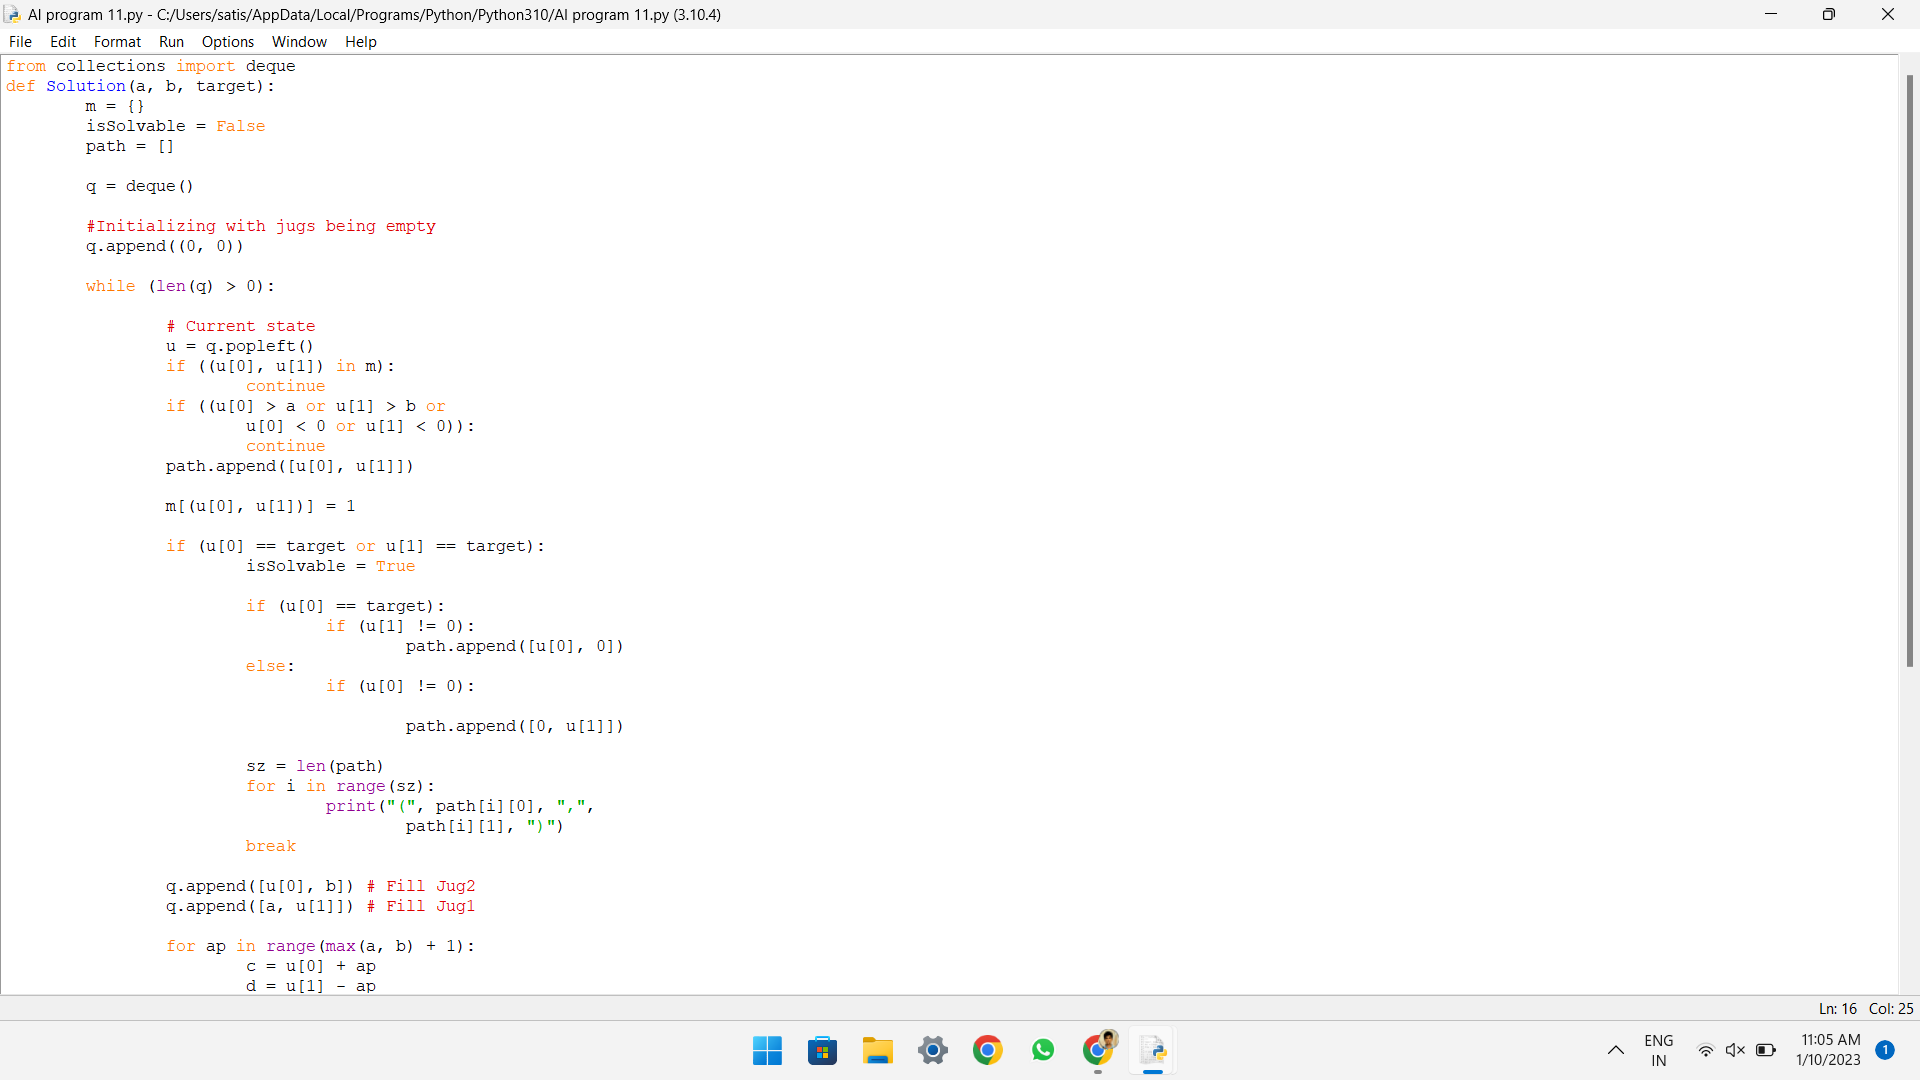 AI program 11.py - C:/Users/satis/AppData/Local/Programs/Python/Python310/AI program 11.py (3.10.4)
File Edit Format Run Options Window Help
from collections import deque
def Solution(a, b, target):
        m = {}
        isSolvable = False
        path = []

        q = deque()

        #Initializing with jugs being empty
        q.append((0, 0))

        while (len(q) > 0):

                # Current state
                u = q.popleft()
                if ((u[0], u[1]) in m):
                        continue
                if ((u[0] > a or u[1] > b or
                        u[0] < 0 or u[1] < 0)):
                        continue
                path.append([u[0], u[1]])

                m[(u[0], u[1])] = 1

                if (u[0] == target or u[1] == target):
                        isSolvable = True

                        if (u[0] == target):
                                if (u[1] != 0):
                                        path.append([u[0], 0])
                        else:
                                if (u[0] != 0):

                                        path.append([0, u[1]])

                        sz = len(path)
                        for i in range(sz):
                                print("(", path[i][0], ",",
                                        path[i][1], ")")
                        break

                q.append([u[0], b]) # Fill Jug2
                q.append([a, u[1]]) # Fill Jug1

                for ap in range(max(a, b) + 1):
                        c = u[0] + ap
                        d = u[1] - ap
Ln: 16 Col: 25
ENG
IN
11:05 AM
1/10/2023
1